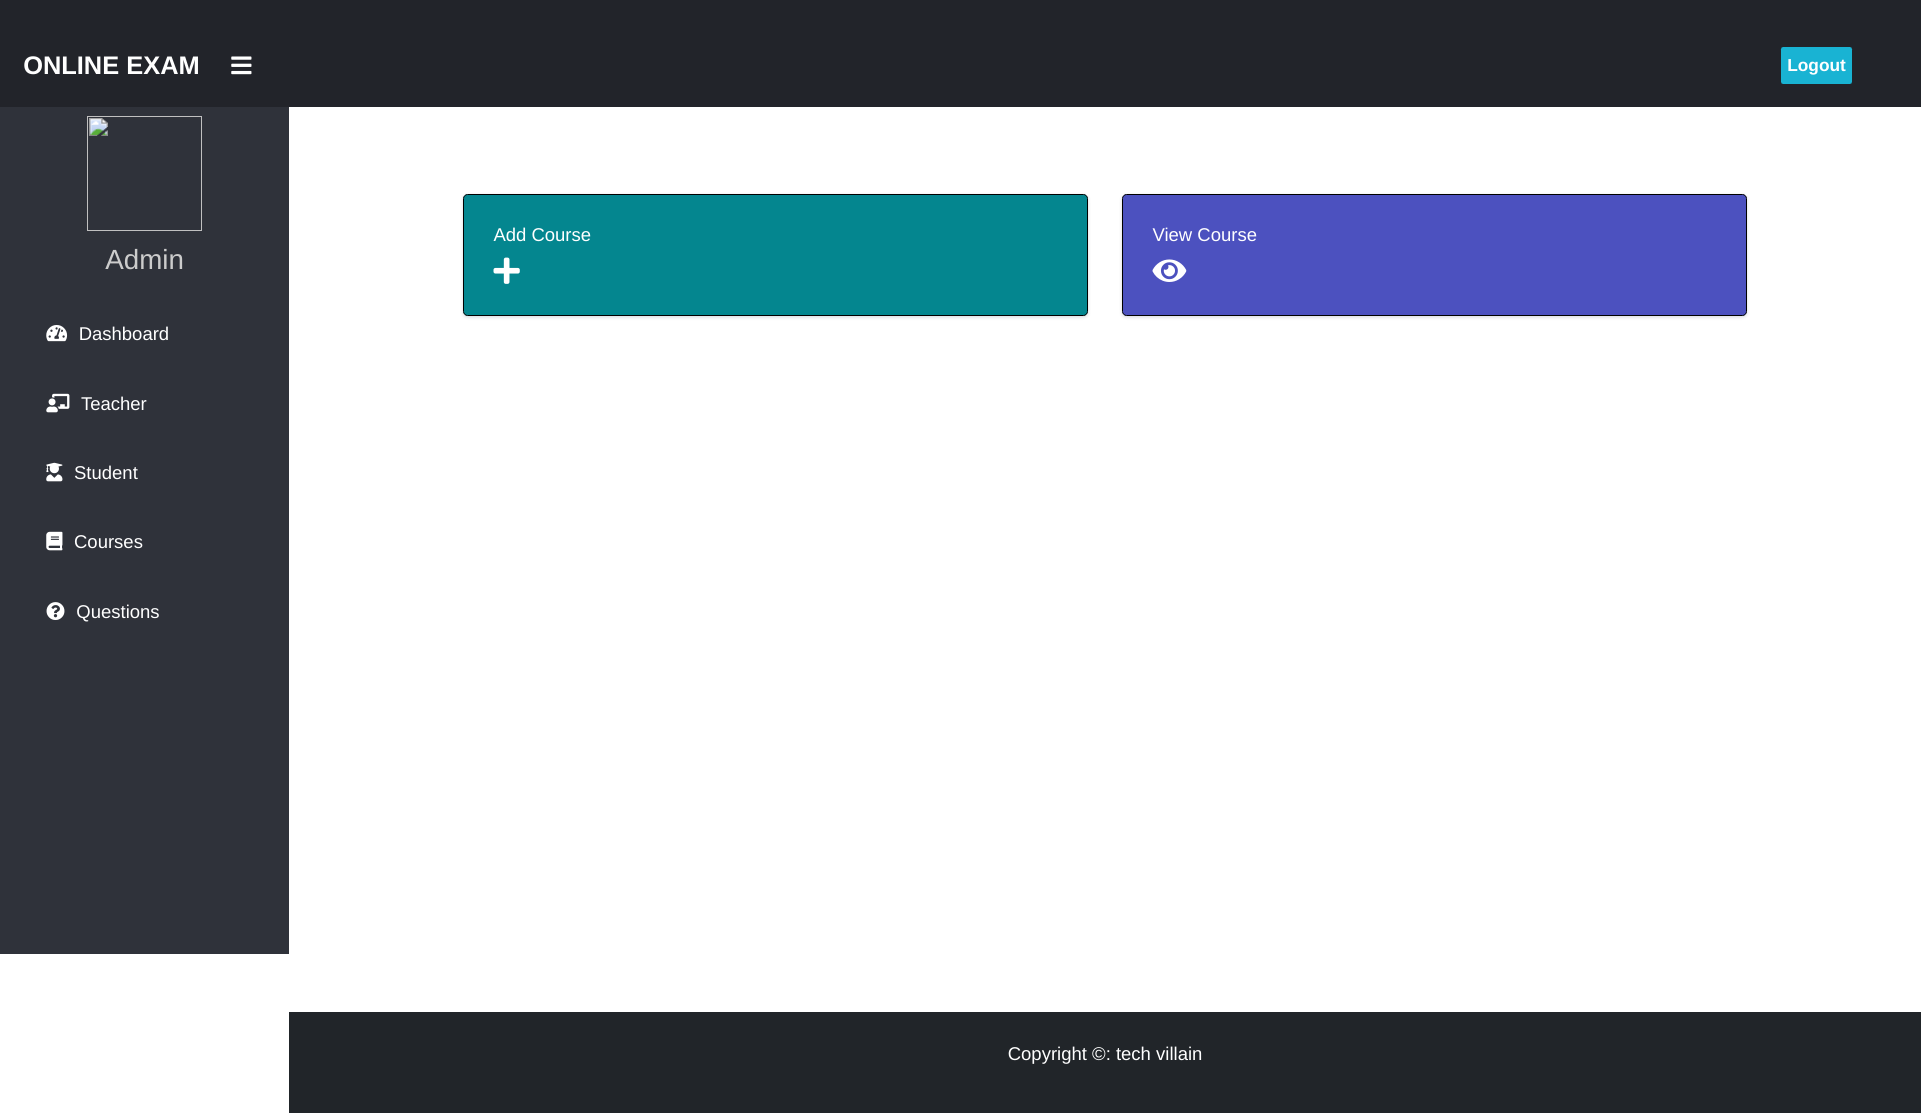 ONLINE EXAM
Logout
Admin
Dashboard
Teacher
Student
Courses
Questions
Add Course
View Course
Copyright ©: tech villain